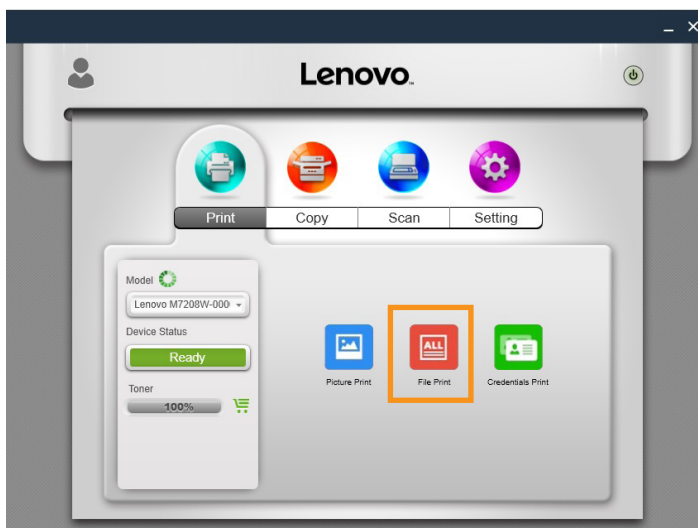 Lenovo.
Print Copy Scan Setting
Model
Lenovo M7208W-000
Device Status
Ready
Toner
100%
ALL
Picture Print File Print Credentials Print